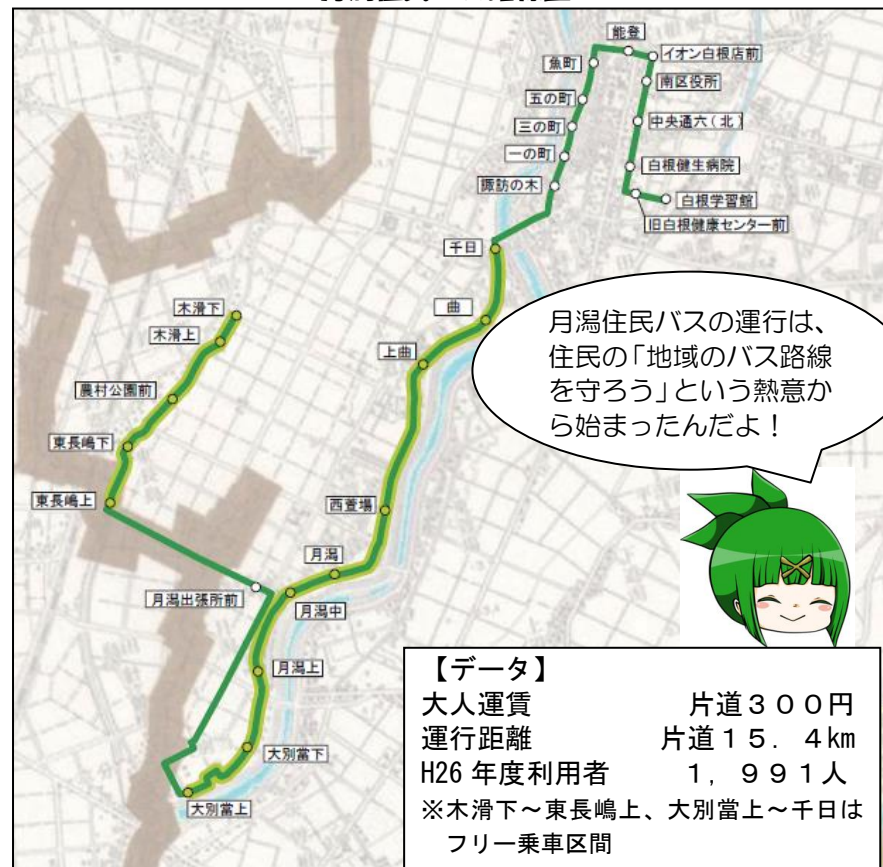 能登
イオン白根店前
魚町
南区役所
五の町
中央通六(北)
三の町
一の町
白根健生病院
諏訪の木
白根学習館
旧白根健康センター前
千日
曲
上曲
木滑下
木滑上
農村公園前
東長嶋下
東長嶋上
西萱場
月潟
月潟出張所前
月潟中
月潟上
大別當下
大別當上
月潟住民バスの運行は、
住民の「地域のバス路線
を守ろう」という熱意か
ら始まったんだよ!
【データ】
大人運賃 片道300円
運行距離 片道15.4km
H26年度利用者 1,991人
※木滑下~東長嶋上、大別當上~千日は
フリー乗車区間